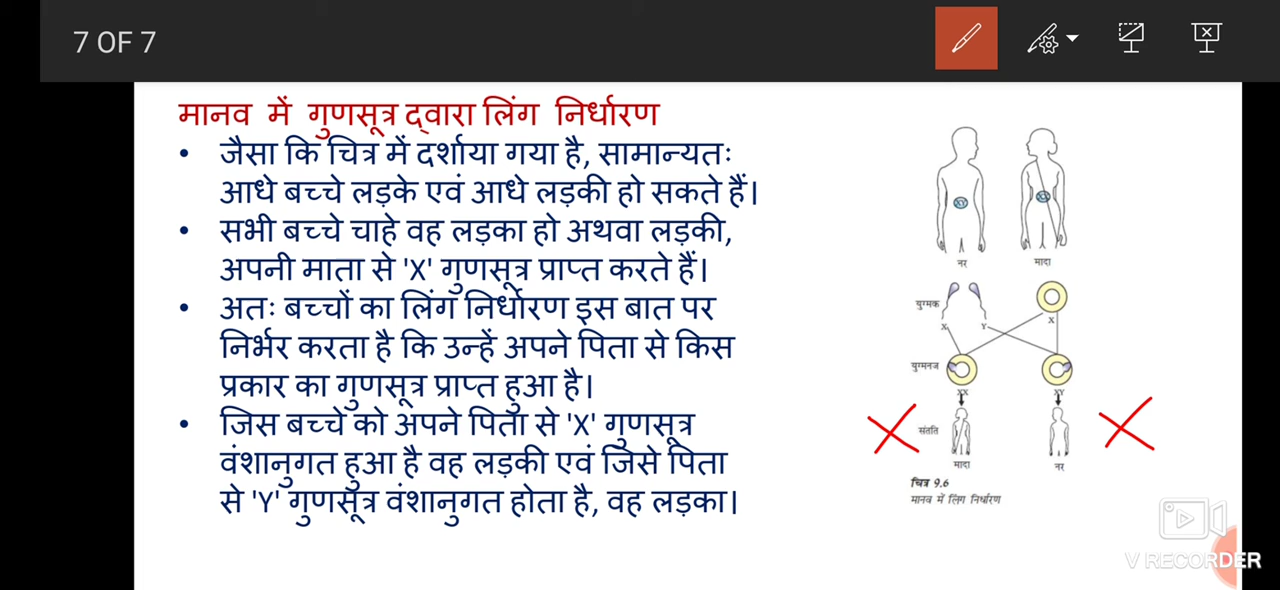 7 OF 7
मानव में गुणसूत्र द्वारा लिंग निर्धारण
• जैसा कि चित्र में दर्शाया गया है, सामान्यतः
आधे बच्चे लड़के एवं आधे लड़की हो सकते हैं।
• सभी बच्चे चाहे वह लड़का हो अथवा लड़की,
अपनी माता से 'X' गुणसूत्र प्राप्त करते हैं।
• अतः बच्चों का लिंग निर्धारण इस बात पर
निर्भर करता है कि उन्हें अपने पिता से किस
प्रकार का गुणसूत्र प्राप्त हुआ है।
• जिस बच्चे को अपने पिता से 'X' गुणसूत्र
वंशानुगत हुआ है वह लड़की एवं जिसे पिता
से 'Y' गुणसूत्र वंशानुगत होता है, वह लड़का।
XY
नर मादा
युग्मक
X Y X
युग्मनज
XX XY
संतति
मादा नर
चित्र 9.6
मानव में लिंग निर्धारण
V RECORDER